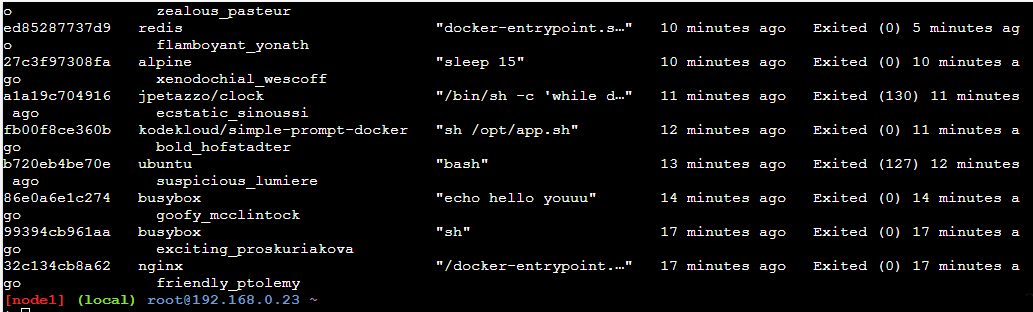 o                zealous_pasteur
ed85287737d9   redis                            "docker-entrypoint.s…"   10 minutes ago   Exited (0) 5 minutes ag
o                flamboyant_yonath
27c3f97308fa   alpine                           "sleep 15"               10 minutes ago   Exited (0) 10 minutes a
go               xenodochial_wescoff
a1a19c704916   jpetazzo/clock                   "/bin/sh -c 'while d…"   11 minutes ago   Exited (130) 11 minutes
 ago             ecstatic_sinoussi
fb00f8ce360b   kodekloud/simple-prompt-docker   "sh /opt/app.sh"         12 minutes ago   Exited (0) 11 minutes a
go               bold_hofstadter
b720eb4be70e   ubuntu                           "bash"                   13 minutes ago   Exited (127) 12 minutes
 ago             suspicious_lumiere
86e0a6e1c274   busybox                          "echo hello youuu"       14 minutes ago   Exited (0) 14 minutes a
go               goofy_mcclintock
99394cb961aa   busybox                          "sh"                     17 minutes ago   Exited (0) 17 minutes a
go               exciting_proskuriakova
32c134cb8a62   nginx                            "/docker-entrypoint.…"   17 minutes ago   Exited (0) 17 minutes a
go               friendly_ptolemy
[node1] (local) root@192.168.0.23 ~